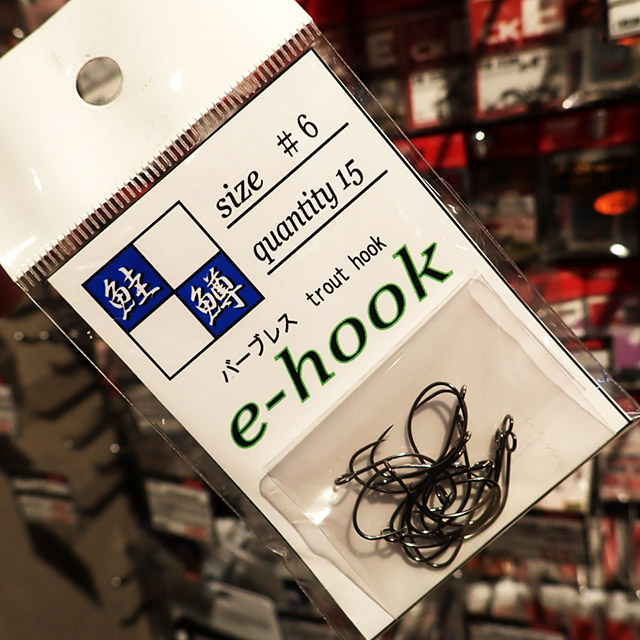 size #6
quantity 15
鮭
鱒
バーブレス trout hook
e-hook